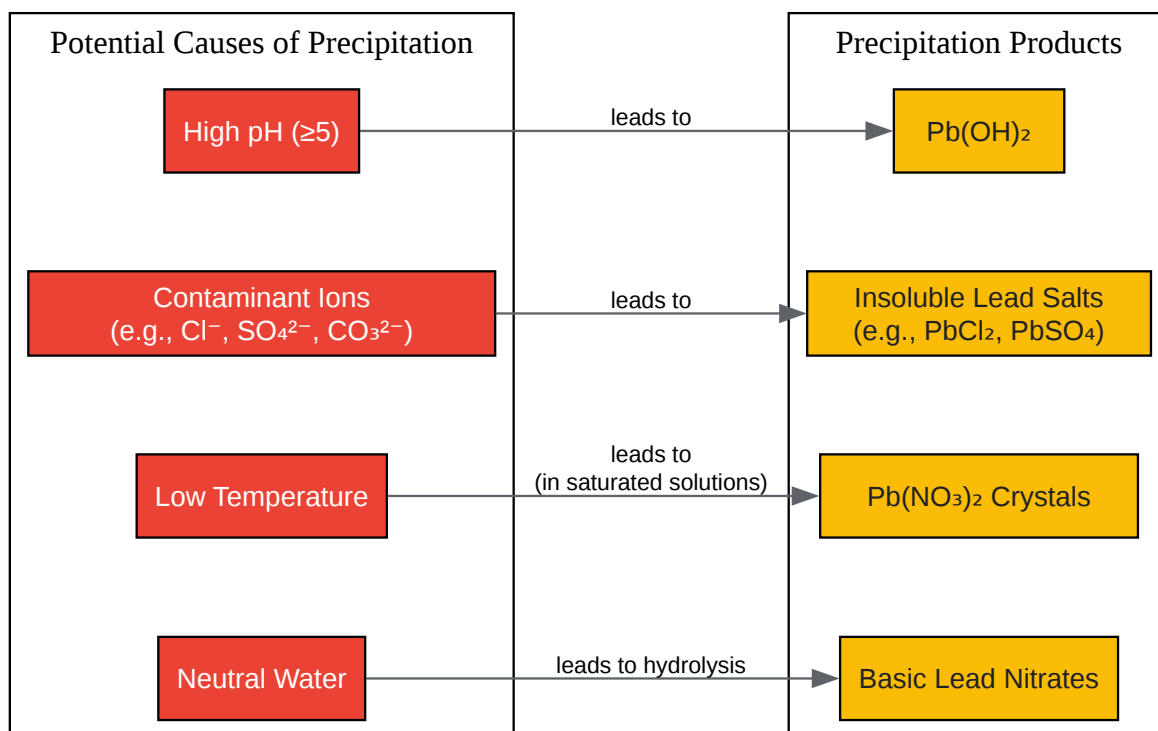 Potential Causes of Precipitation
Precipitation Products
High pH (≥5)
leads to
Pb(OH)₂
Contaminant Ions
(e.g., Cl⁻, SO₄²⁻, CO₃²⁻)
leads to
Insoluble Lead Salts
(e.g., PbCl₂, PbSO₄)
Low Temperature
leads to
(in saturated solutions)
Pb(NO₃)₂ Crystals
Neutral Water
leads to hydrolysis
Basic Lead Nitrates